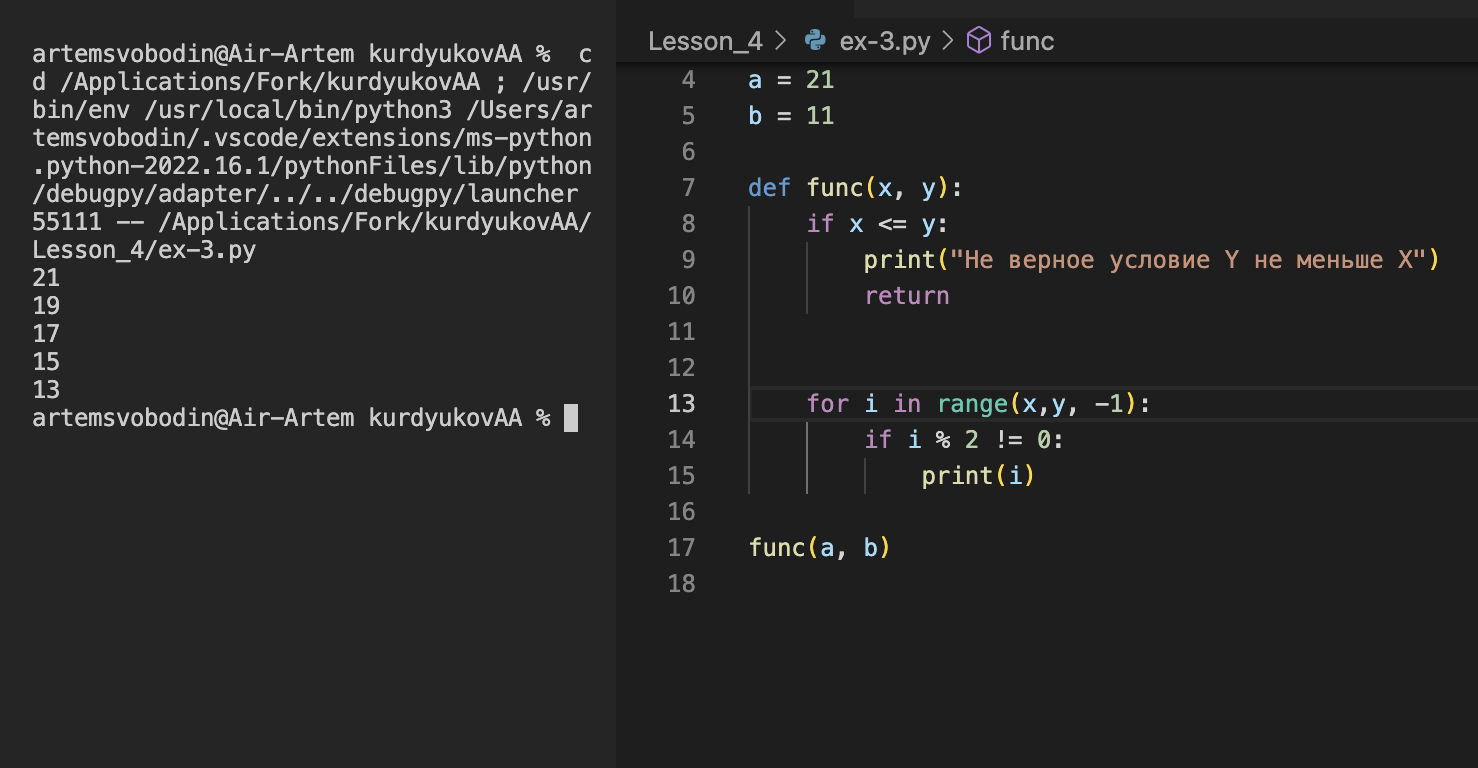 artemsvobodin@Air-Artem kurdyukovAA %  c
d /Applications/Fork/kurdyukovAA ; /usr/
bin/env /usr/local/bin/python3 /Users/ar
temsvobodin/.vscode/extensions/ms-python
.python-2022.16.1/pythonFiles/lib/python
/debugpy/adapter/../../debugpy/launcher
55111 -- /Applications/Fork/kurdyukovAA/
Lesson_4/ex-3.py
21
19
17
15
13
artemsvobodin@Air-Artem kurdyukovAA %
Lesson_4 > ex-3.py > func
4 a = 21
5 b = 11
6
7 def func(x, y):
8     if x <= y:
9         print("Не верное условие Y не меньше X")
10         return
11
12
13     for i in range(x,y, -1):
14         if i % 2 != 0:
15             print(i)
16
17 func(a, b)
18